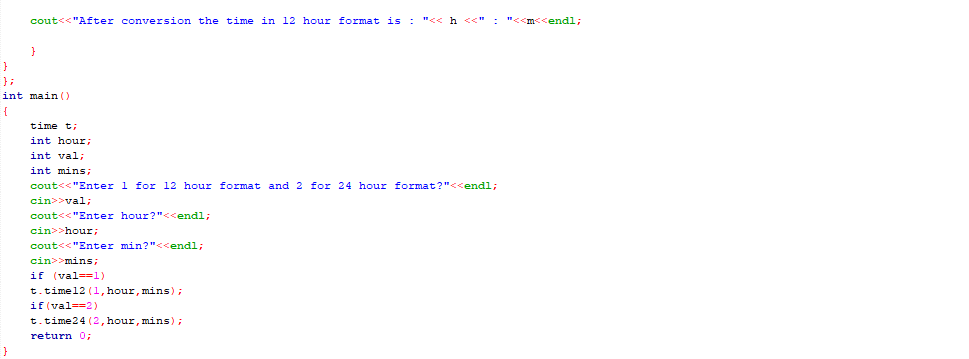 cout<<"After conversion the time in 12 hour format is : "<< h <<" : "<<m<<endl;
}
}
};
int main()
{
time t;
int hour;
int val;
int mins;
cout<<"Enter 1 for 12 hour format and 2 for 24 hour format?"<<endl;
cin>>val;
cout<<"Enter hour?"<<endl;
cin>>hour;
cout<<"Enter min?"<<endl;
cin>>mins;
if (val==1)
t.time12(1,hour,mins);
if(val==2)
t.time24(2,hour,mins);
return 0;
}